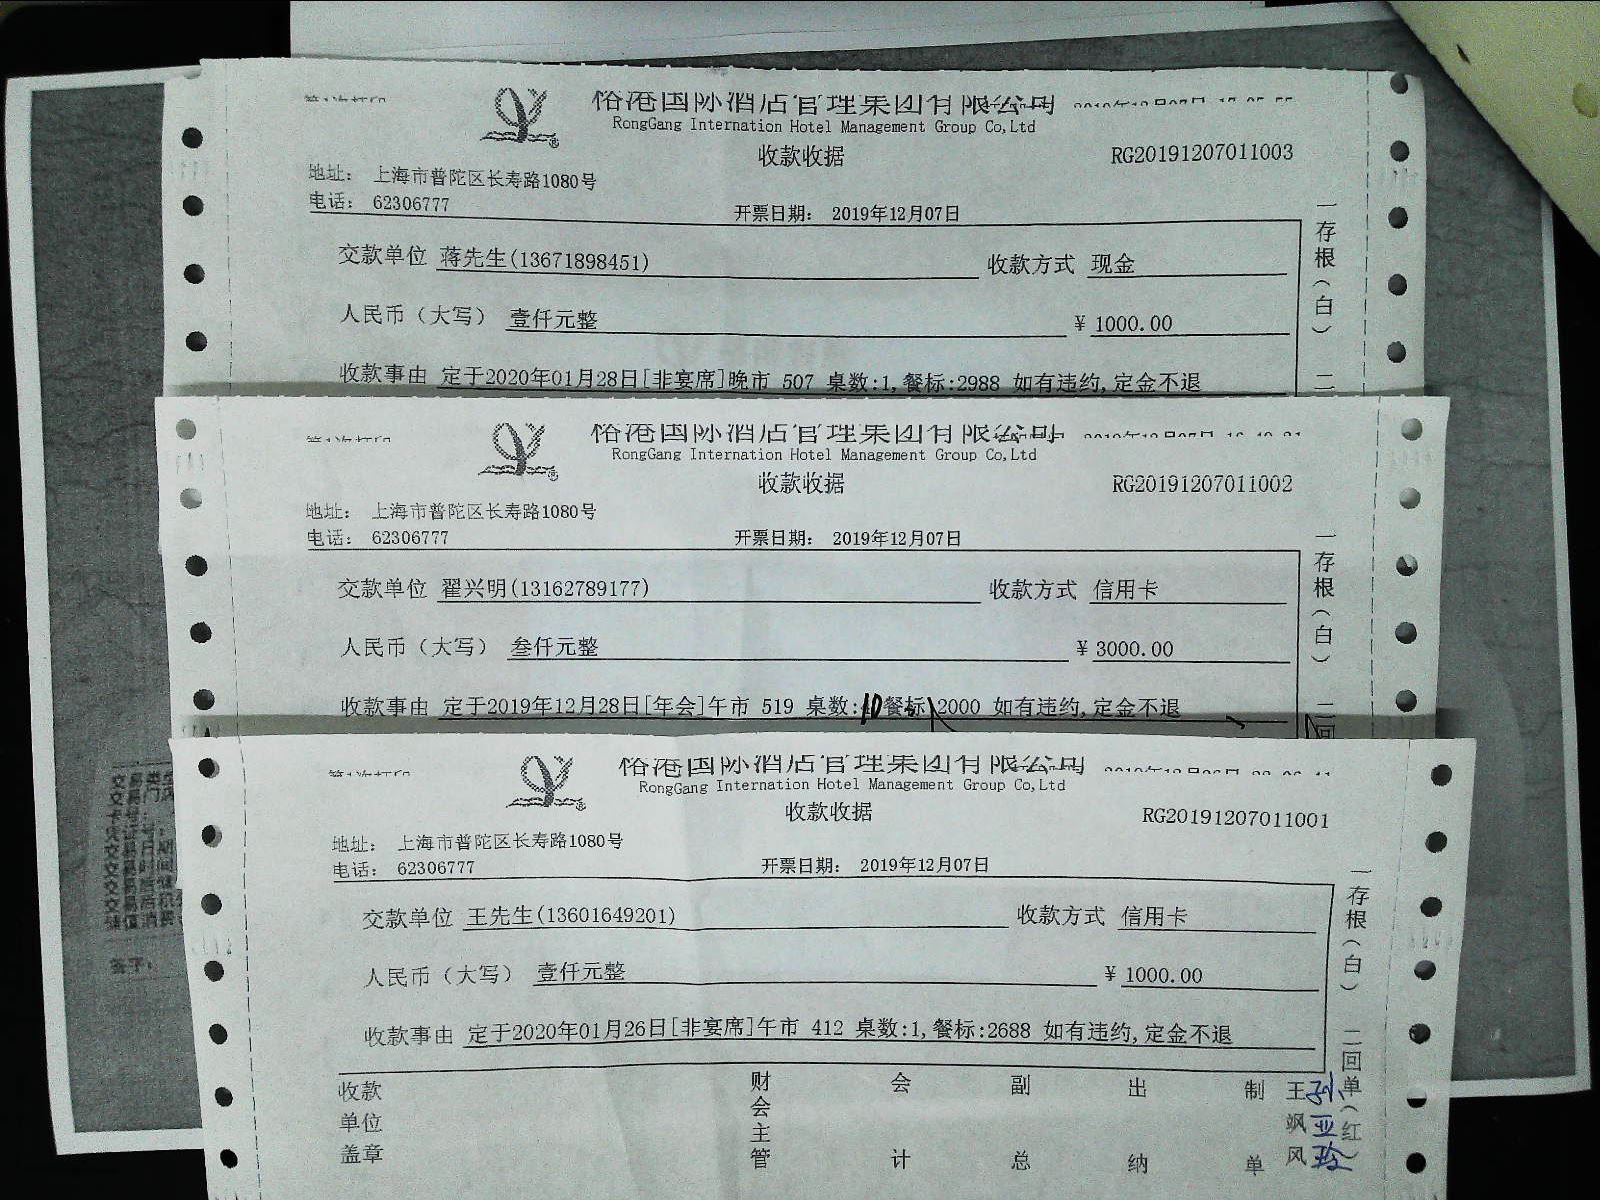 国际酒店管理集团有限公司
RongGang Internation Hotel Management Group Co,Ltd
收款收据 RG20191207011003
地址： 上海市普陀区长寿路1080号
电话： 62306777 开票日期： 2019年12月07日
交款单位 蒋先生(13671898451) 收款方式 现金
人民币（大写） 壹仟元整 ¥ 1000.00
收款事由 定于2020年01月28日[非宴席]晚市 507 桌数:1,餐标:2988 如有违约,定金不退
一存根（白） 二
国际酒店管理集团有限公司
RongGang Internation Hotel Management Group Co,Ltd
收款收据 RG20191207011002
地址： 上海市普陀区长寿路1080号
电话： 62306777 开票日期： 2019年12月07日
交款单位 翟兴明(13162789177) 收款方式 信用卡
人民币（大写） 叁仟元整 ¥ 3000.00
收款事由 定于2019年12月28日[年会]午市 519 桌数:10餐标 2000 如有违约,定金不退
一存根（白） 二回
国际酒店管理集团有限公司
RongGang Internation Hotel Management Group Co,Ltd
收款收据 RG20191207011001
地址： 上海市普陀区长寿路1080号
电话： 62306777 开票日期： 2019年12月07日
交款单位 王先生(13601649201) 收款方式 信用卡
人民币（大写） 壹仟元整 ¥ 1000.00
收款事由 定于2020年01月26日[非宴席]午市 412 桌数:1,餐标:2688 如有违约,定金不退
一存根（白） 二回单（红）
收款单位盖章 财会主管 会计 副总 出纳 制单 王飒风
签字：